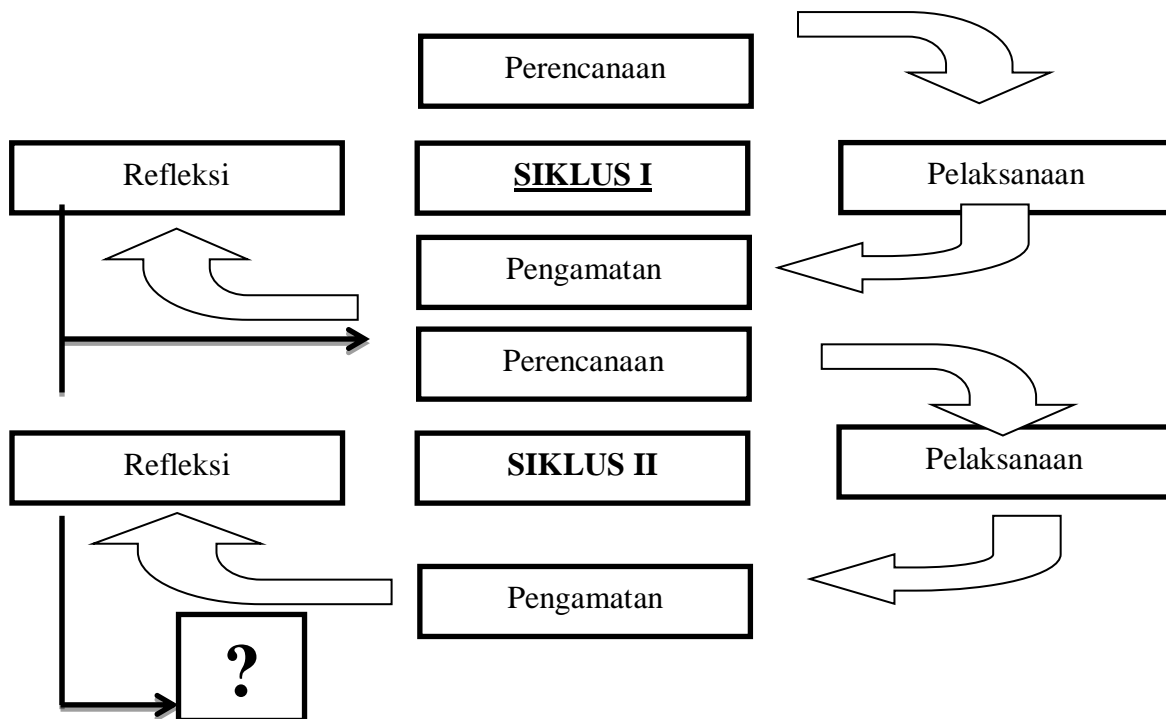 Perencanaan
Refleksi
SIKLUS I
Pelaksanaan
Pengamatan
Perencanaan
Refleksi
SIKLUS II
Pelaksanaan
Pengamatan
?